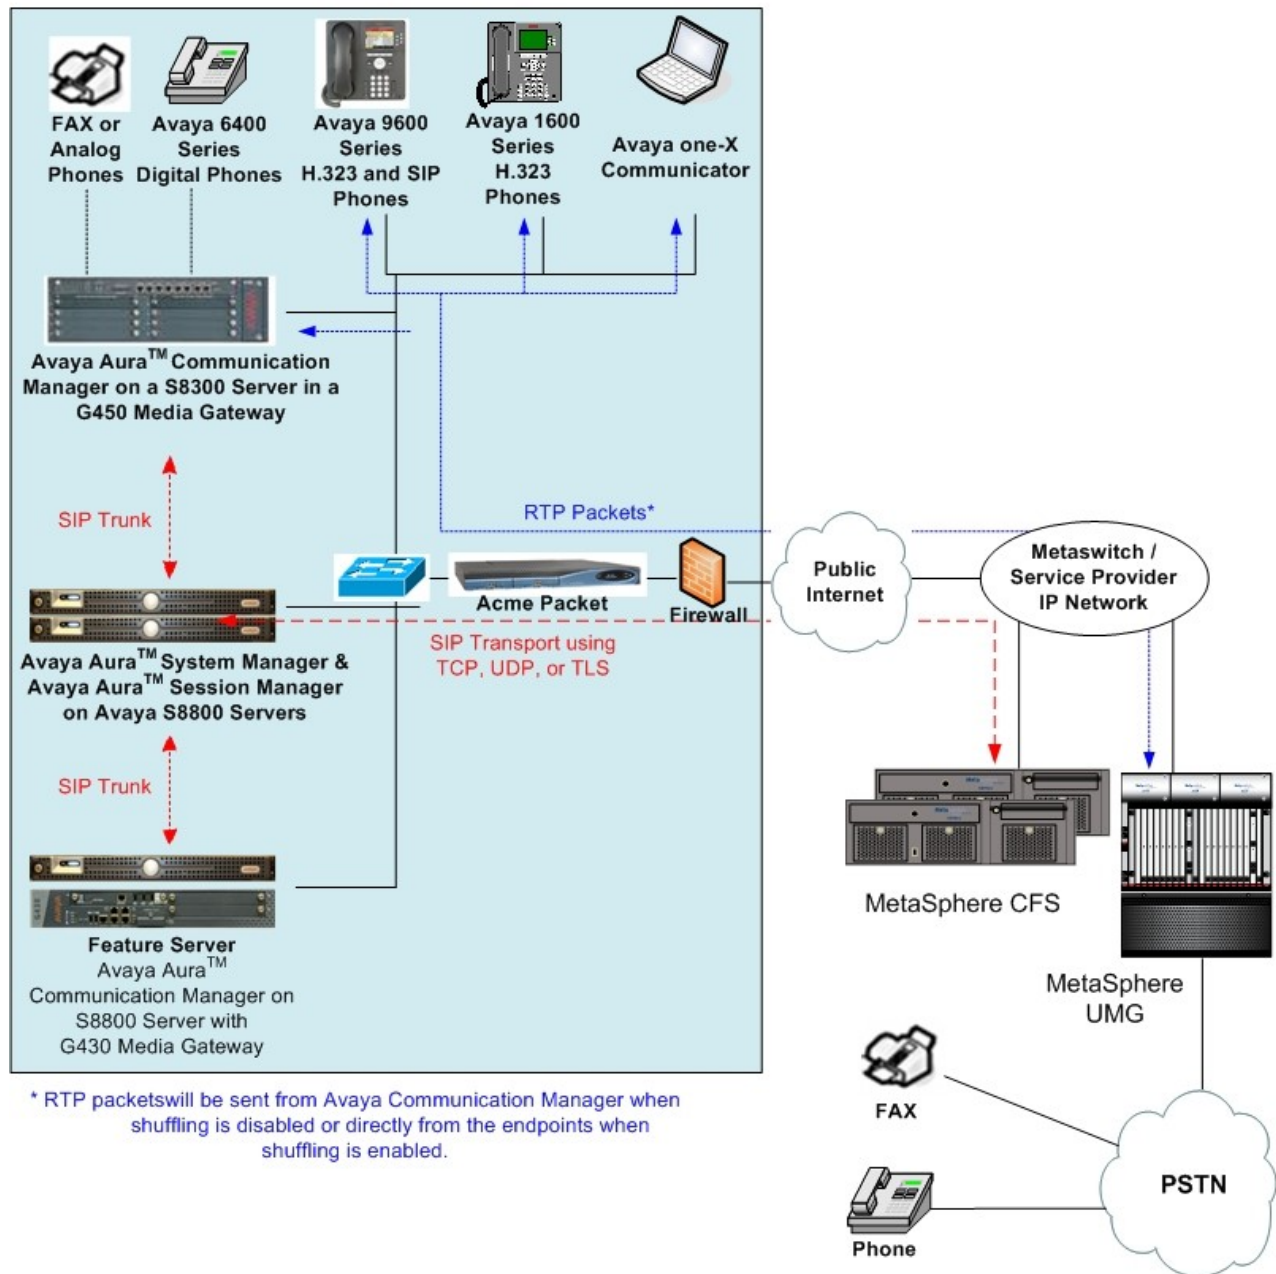 FAX or
Analog
Phones
Avaya 6400
Series
Digital Phones
Avaya 9600
Series
H.323 and SIP
Phones
Avaya 1600
Series
H.323
Phones
Avaya one-X
Communicator
Avaya Aura™ Communication
Manager on a S8300 Server in a
G450 Media Gateway
SIP Trunk
RTP Packets*
Acme Packet
Firewall
Public
Internet
Metaswitch /
Service Provider
IP Network
SIP Transport using
TCP, UDP, or TLS
Avaya Aura™ System Manager &
Avaya Aura™ Session Manager
on Avaya S8800 Servers
SIP Trunk
Meta
MetaSphere CFS
MetaSphere
UMG
G430
AVAYA
Feature Server
Avaya Aura™
Communication Manager on
S8800 Server with
G430 Media Gateway
* RTP packetswill be sent from Avaya Communication Manager when
shuffling is disabled or directly from the endpoints when
shuffling is enabled.
FAX
Phone
PSTN